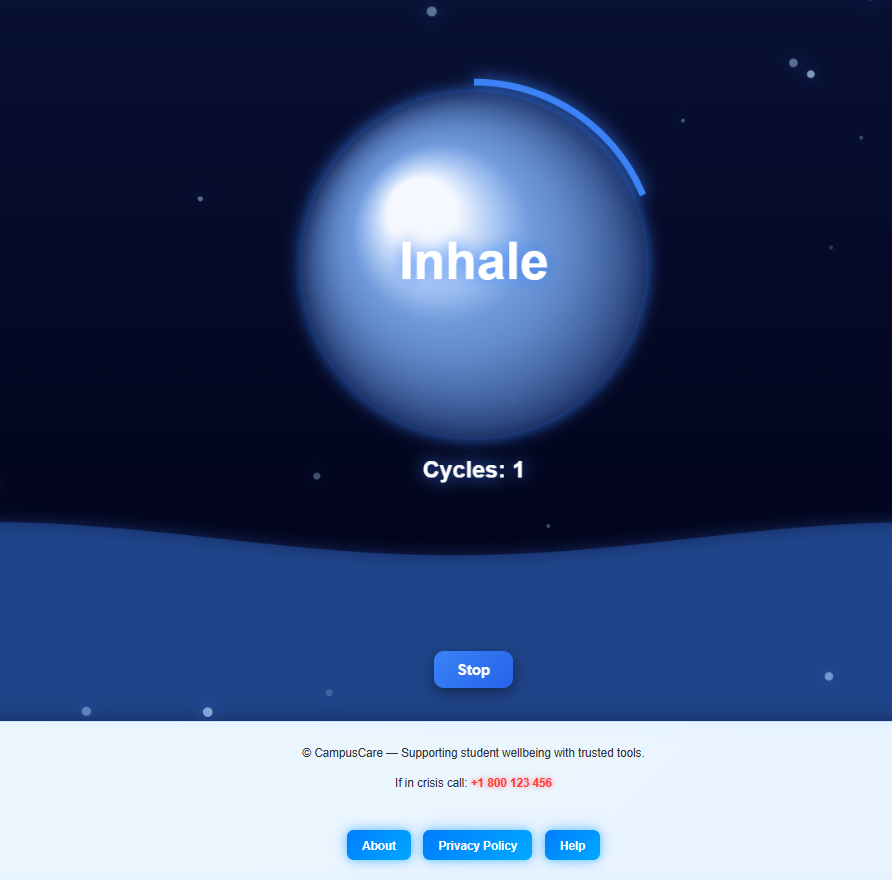 Inhale
Cycles: 1
Stop
© CampusCare — Supporting student wellbeing with trusted tools.
If in crisis call: +1 800 123 456
About Privacy Policy Help